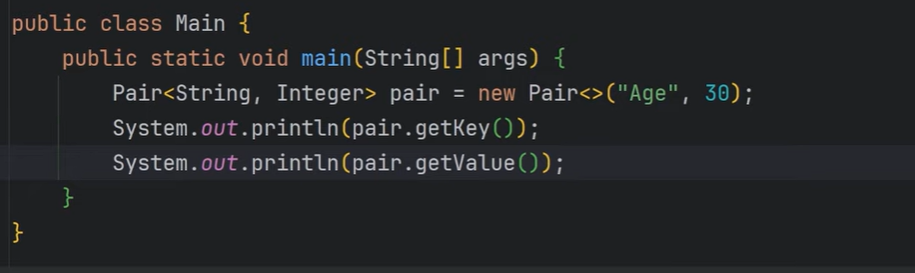 public class Main {
    public static void main(String[] args) {
        Pair<String, Integer> pair = new Pair<>("Age", 30);
        System.out.println(pair.getKey());
        System.out.println(pair.getValue());
    }
}